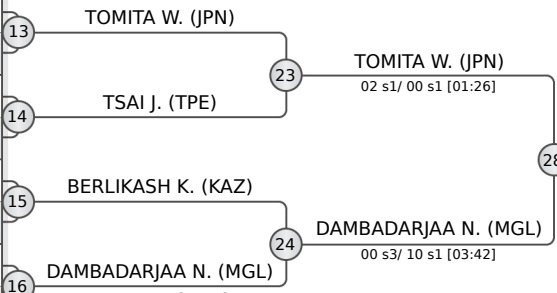 TOMITA W. (JPN)
13
23
TOMITA W. (JPN)
02 s1/ 00 s1 [01:26]
TSAI J. (TPE)
14
28
BERLIKASH K. (KAZ)
15
24
DAMBADARJAA N. (MGL)
00 s3/ 10 s1 [03:42]
DAMBADARJAA N. (MGL)
16